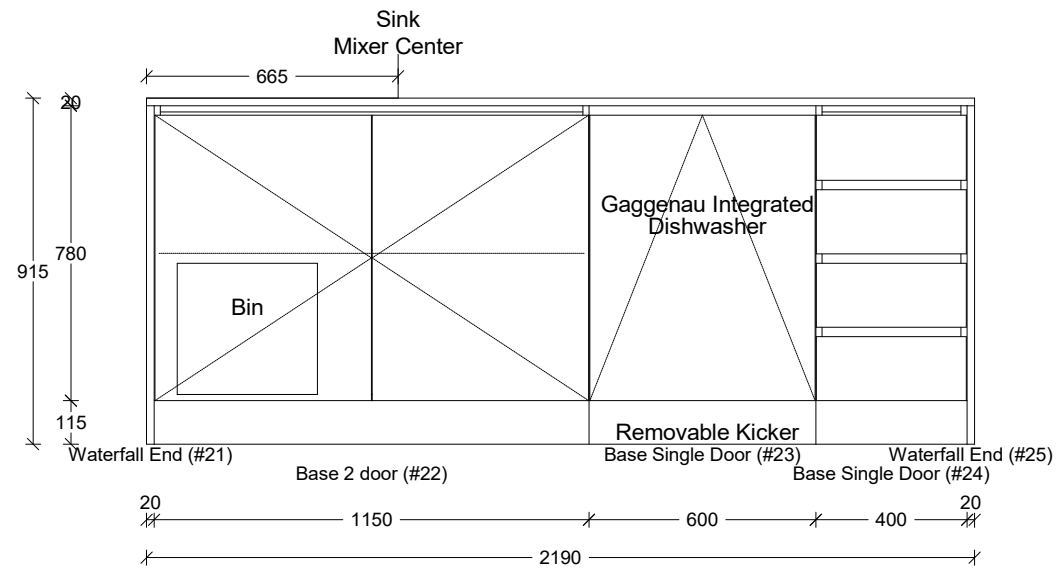 Sink
Mixer Center
665
20
780
915
Gaggenau Integrated
Dishwasher
Bin
115
Removable Kicker
Waterfall End (#21)
Base Single Door (#23)
Waterfall End (#25)
Base 2 door (#22)
Base Single Door (#24)
20
20
1150
600
400
2190